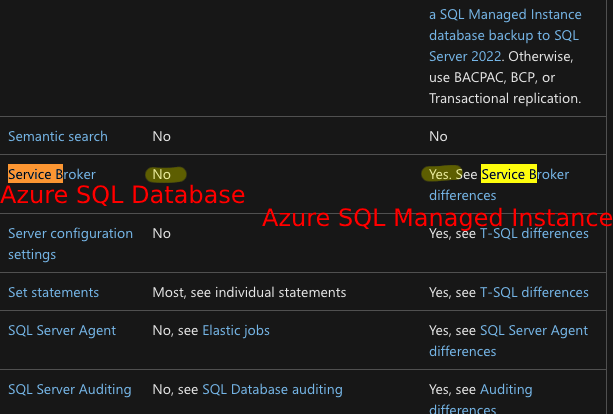 a SQL Managed Instance
database backup to SQL
Server 2022. Otherwise,
use BACPAC, BCP, or
Transactional replication.
Semantic search No No
Service Broker No Yes. See Service Broker
differences
Azure SQL Database
Azure SQL Managed Instance
Server configuration No Yes, see T-SQL differences
settings
Set statements Most, see individual statements Yes, see T-SQL differences
SQL Server Agent No, see Elastic jobs Yes, see SQL Server Agent
differences
SQL Server Auditing No, see SQL Database auditing Yes, see Auditing
differences